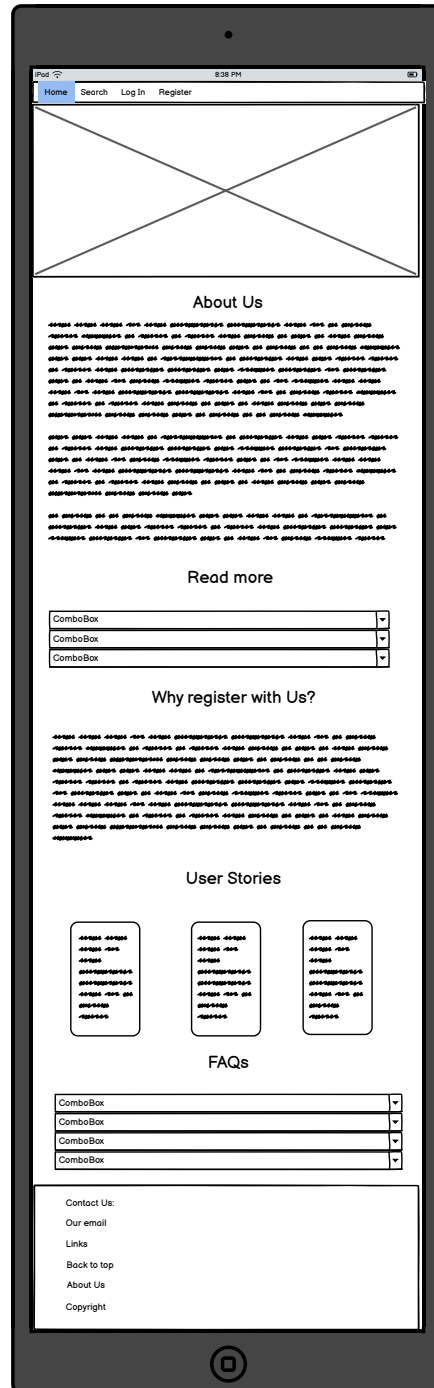 iPod 8:38 PM
Home Search Log In Register
About Us
Read more
ComboBox
ComboBox
ComboBox
Why register with Us?
User Stories
FAQs
ComboBox
ComboBox
ComboBox
ComboBox
Contact Us:
Our email
Links
Back to top
About Us
Copyright